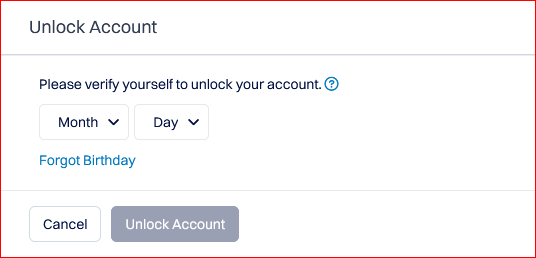 Unlock Account
Please verify yourself to unlock your account. ?
Month Day
Forgot Birthday
Cancel Unlock Account